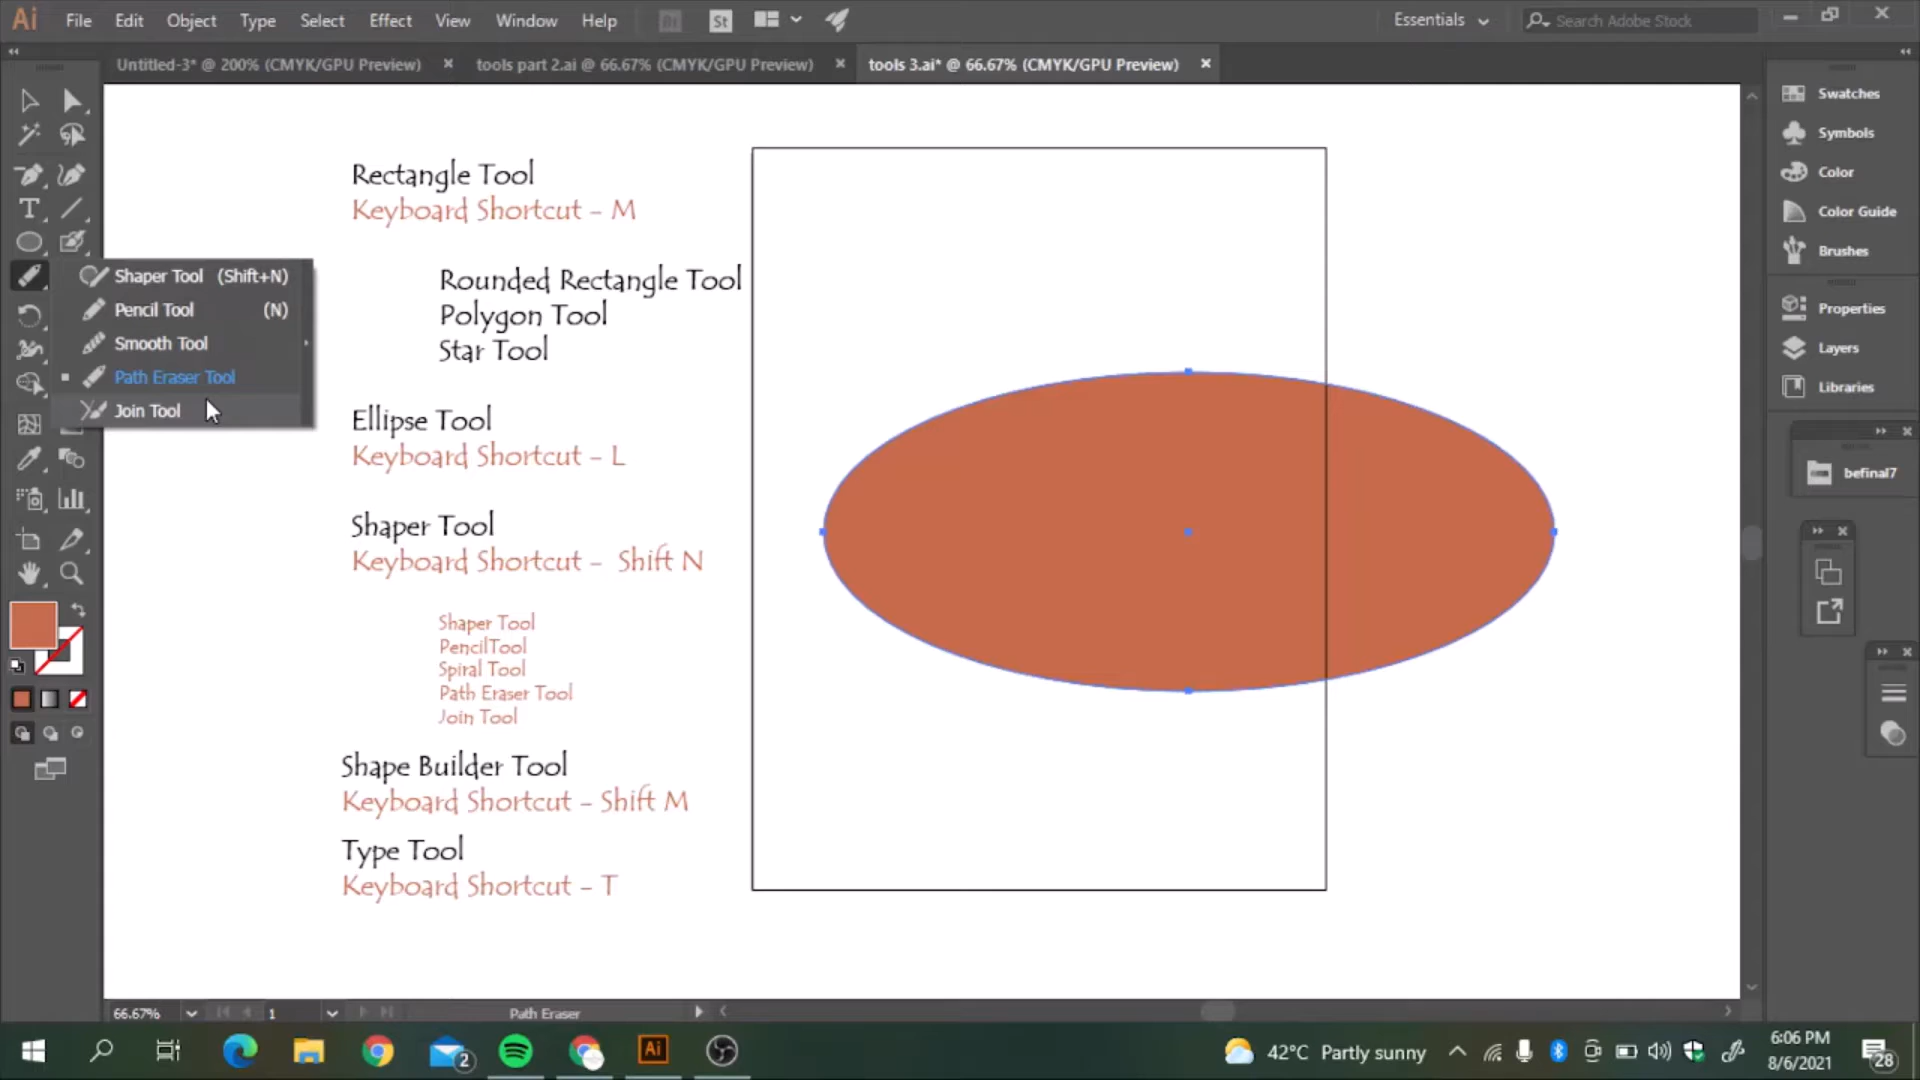 Ai File Edit Object Type Select Effect View Window Help Br St Essentials Search Adobe Stock
Untitled-3* @ 200% (CMYK/GPU Preview) tools part 2.ai @ 66.67% (CMYK/GPU Preview) tools 3.ai* @ 66.67% (CMYK/GPU Preview)
Shaper Tool (Shift+N)
Pencil Tool (N)
Smooth Tool
Path Eraser Tool
Join Tool
Rectangle Tool
Keyboard Shortcut - M
Rounded Rectangle Tool
Polygon Tool
Star Tool
Ellipse Tool
Keyboard Shortcut - L
Shaper Tool
Keyboard Shortcut - Shift N
Shaper Tool
PencilTool
Spiral Tool
Path Eraser Tool
Join Tool
Shape Builder Tool
Keyboard Shortcut - Shift M
Type Tool
Keyboard Shortcut - T
Swatches
Symbols
Color
Color Guide
Brushes
Properties
Layers
Libraries
befinal7
66.67% 1 Path Eraser
2 Ai 42°C Partly sunny 6:06 PM
8/6/2021 28